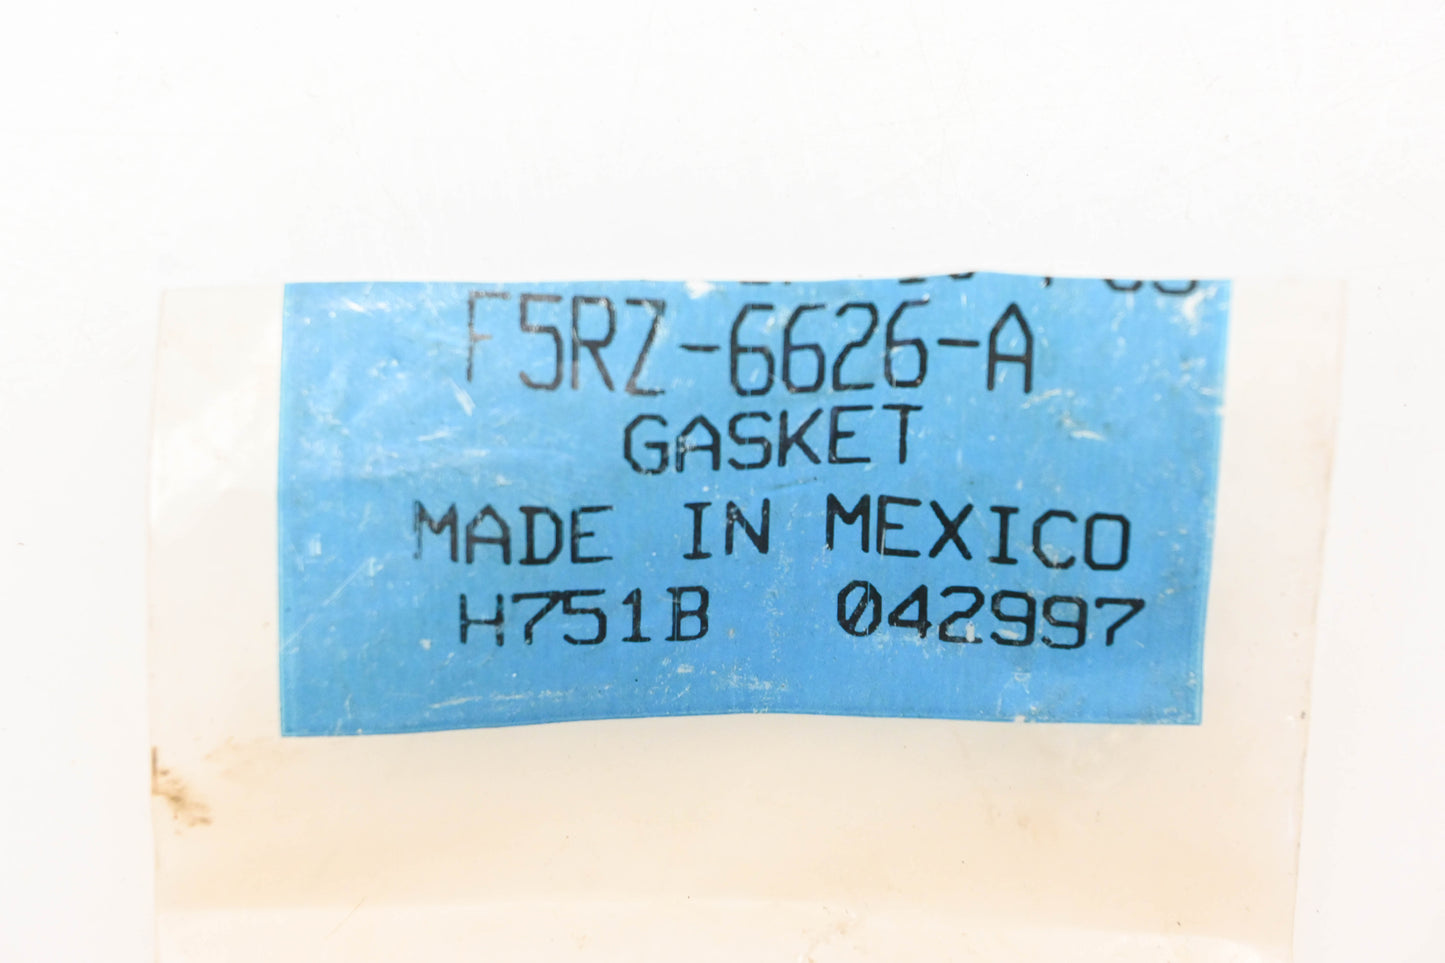 F5RZ-6626-A
GASKET
MADE IN MEXICO
H751B 042997